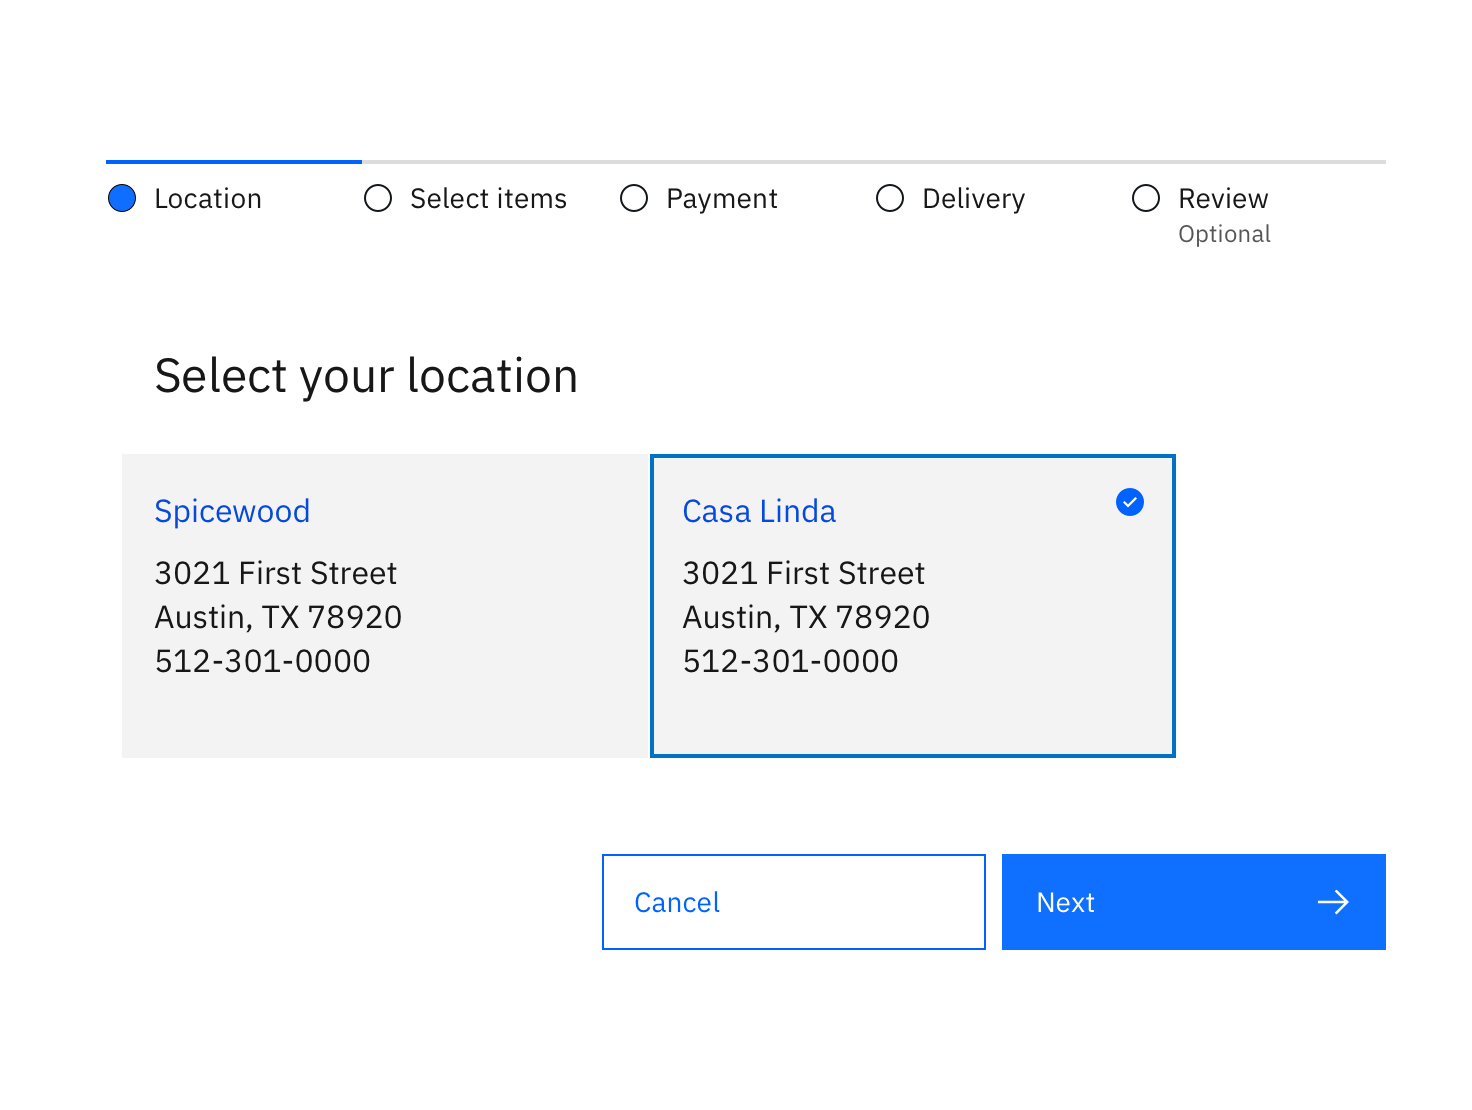 Location
Select items
Payment
Delivery
Review
Optional
Select your location
Spicewood
3021 First Street
Austin, TX 78920
512-301-0000
Casa Linda
3021 First Street
Austin, TX 78920
512-301-0000
Cancel
Next